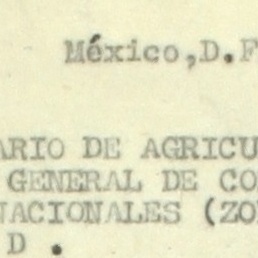 México,D.F
ARIO DE AGRICU
GENERAL DE CO
NACIONALES (ZO
D .